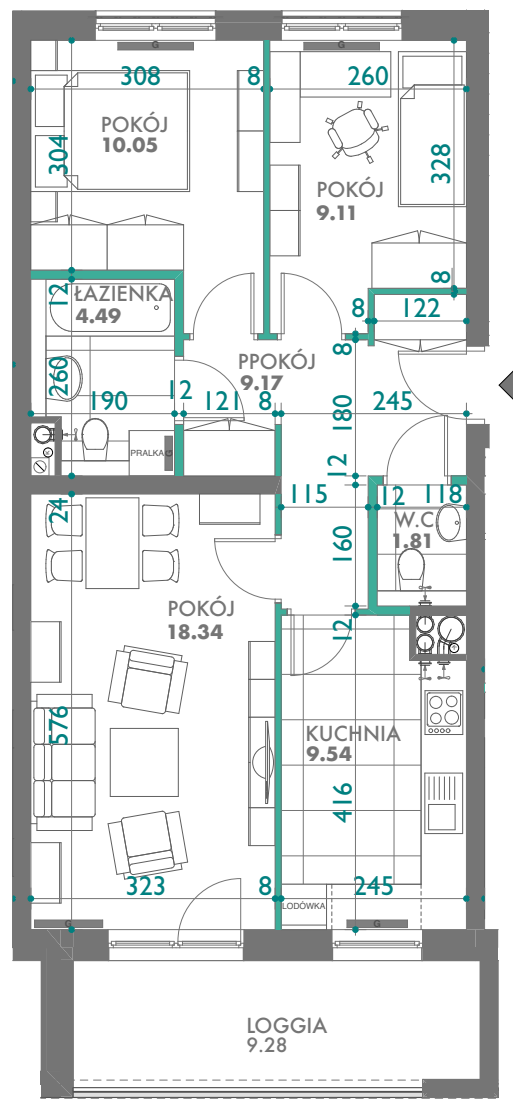 G
G
308
8
260
POKÓJ
10.05
304
328
POKÓJ
9.11
8
12
ŁAZIENKA
4.49
8
122
8
PPOKÓJ
9.17
260
190
12
121
8
180
245
PRALKA
12
24
115
12
118
W.C
1.81
160
POKÓJ
18.34
12
576
KUCHNIA
9.54
416
323
8
245
LODÓWKA
G
G
LOGGIA
9.28